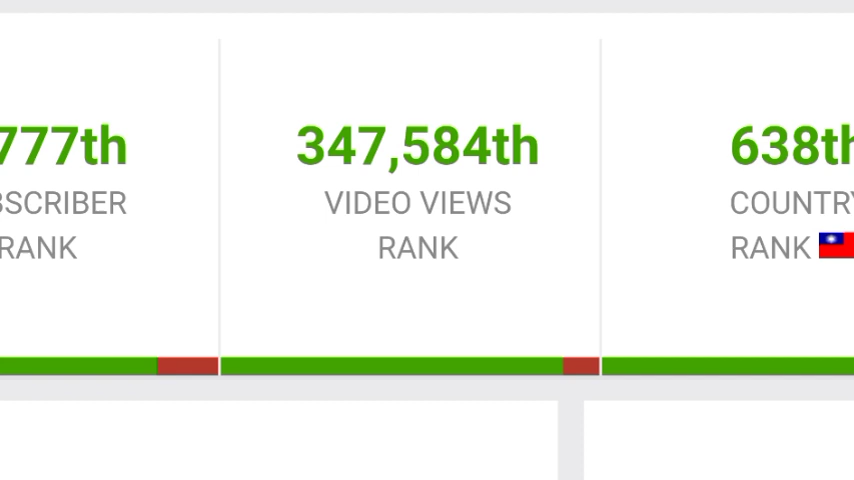 777th
347,584th
638th
BSCRIBER
VIDEO VIEWS
COUNTRY
RANK
RANK
RANK